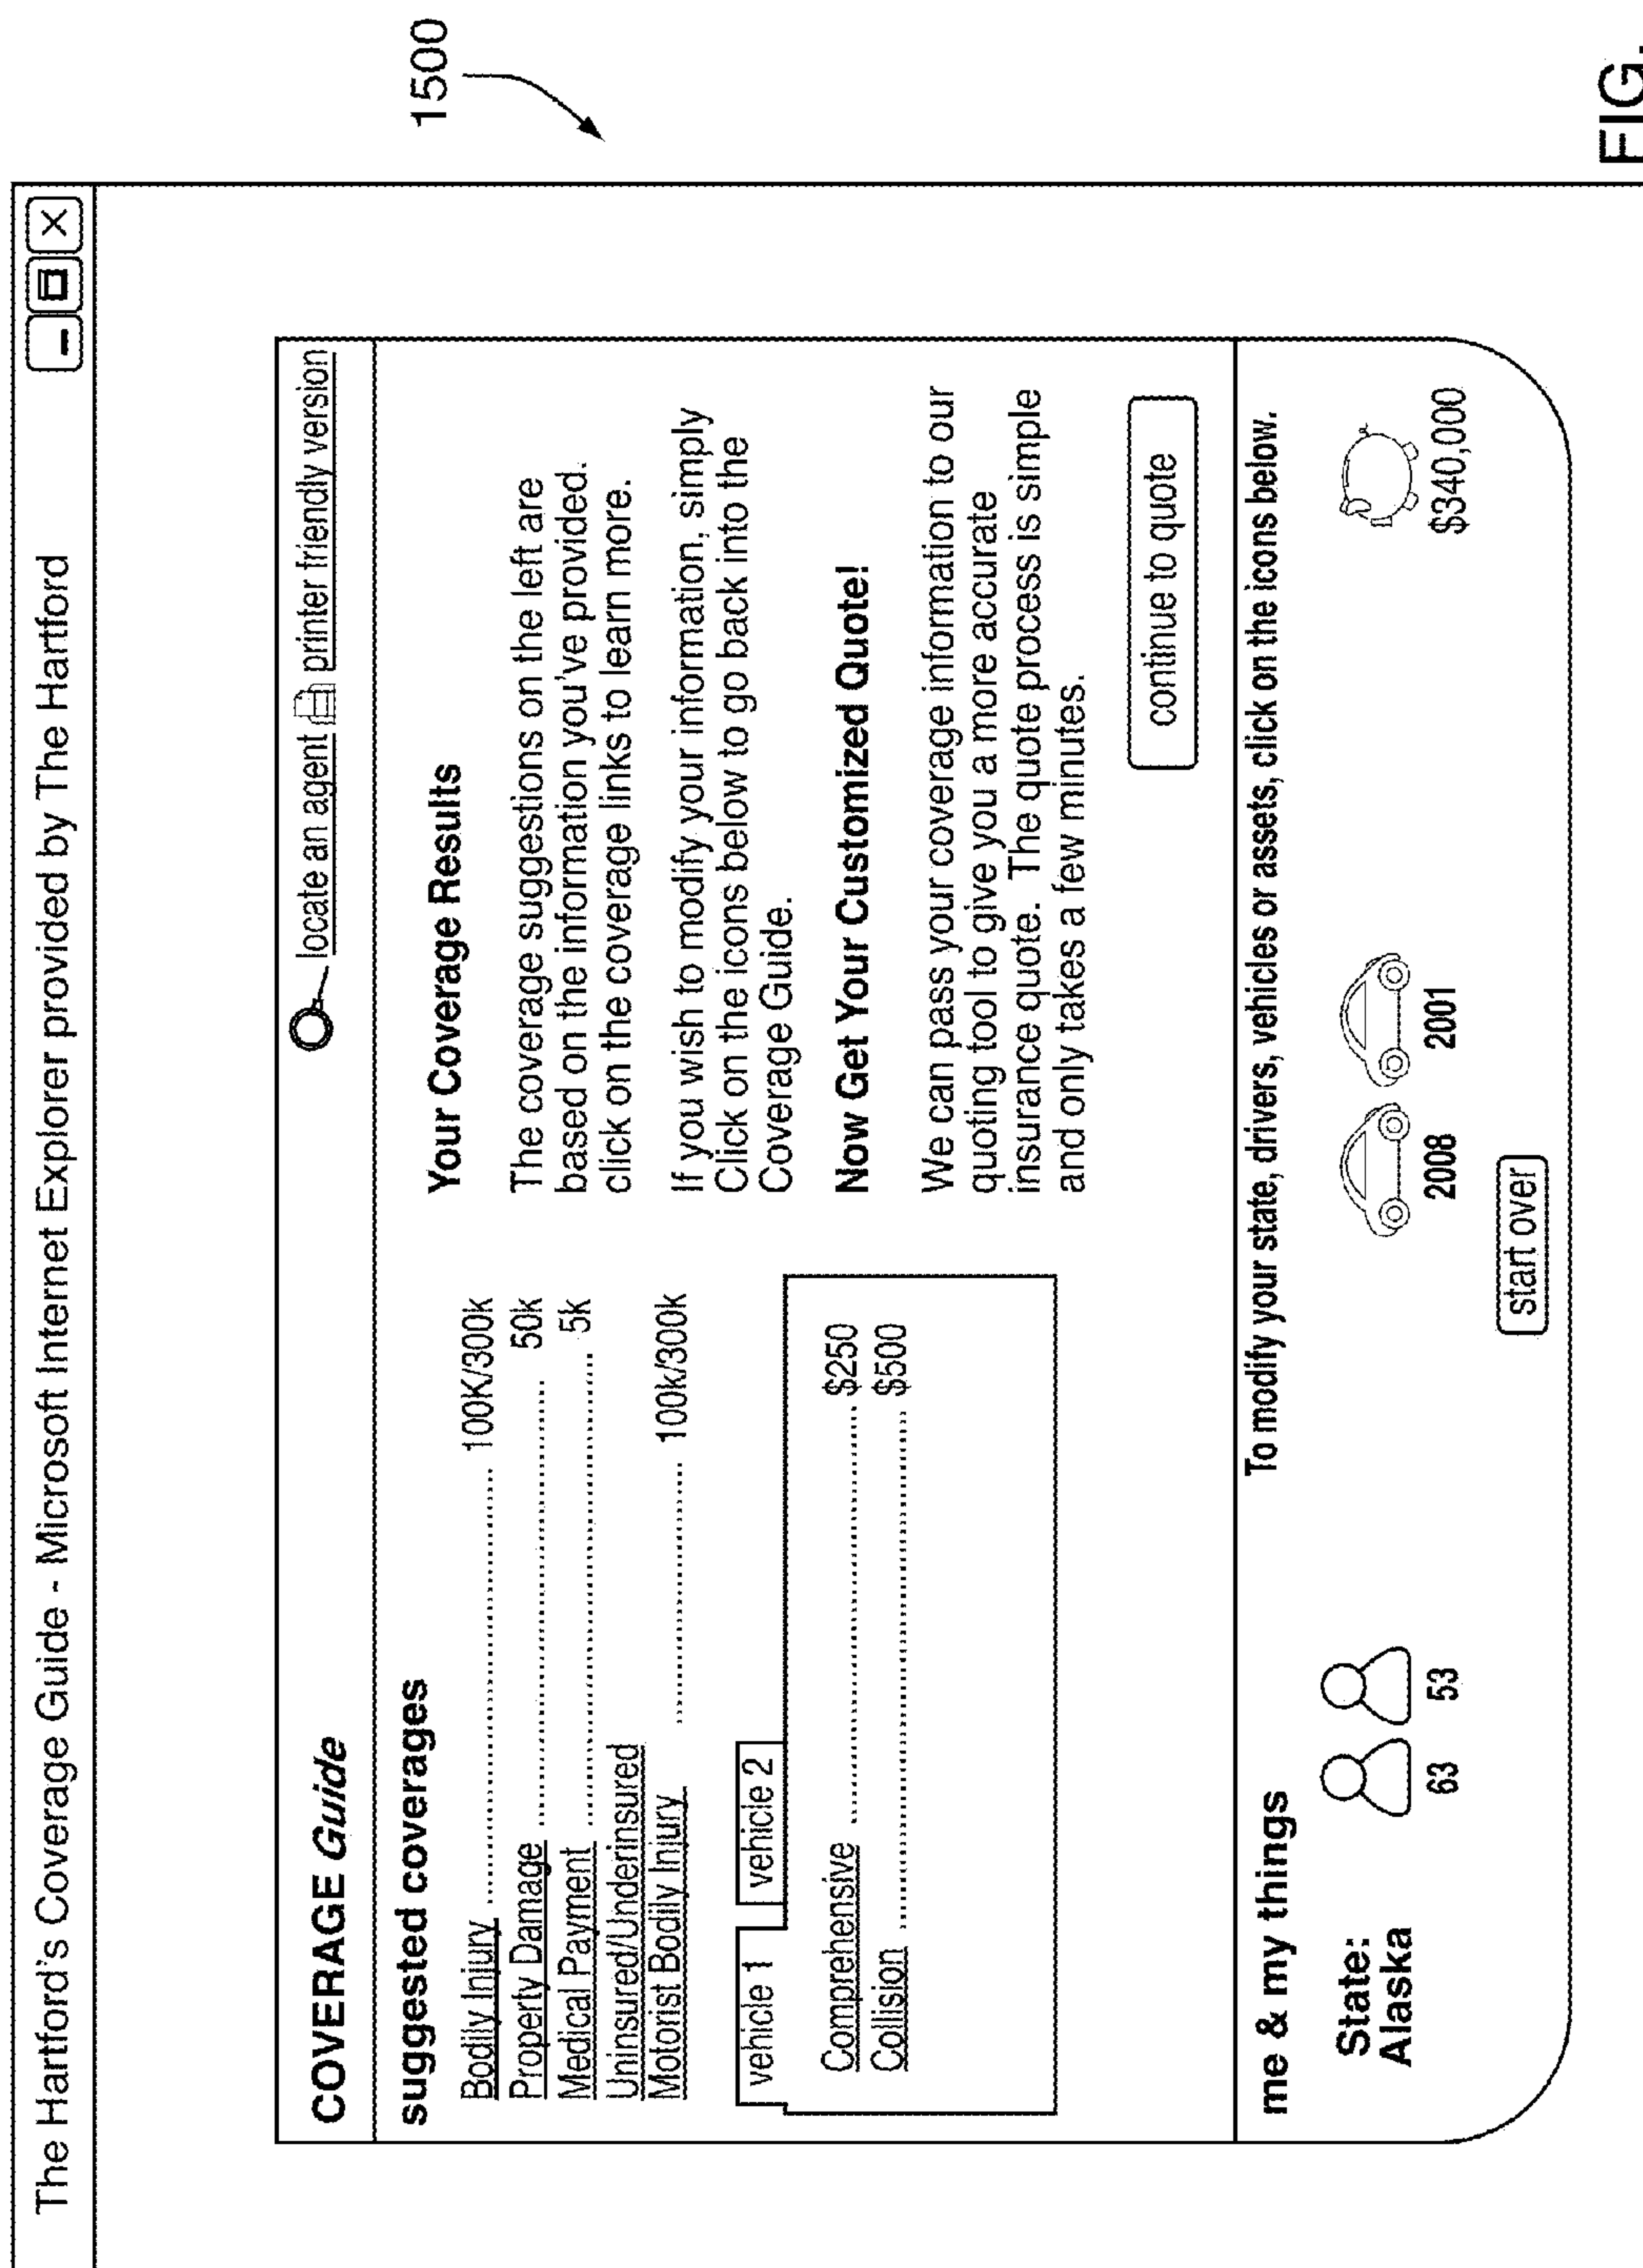 The Hartford's Coverage Guide - Microsoft Internet Explorer provided by The Hartford
1500
COVERAGE Guide
locate an agent printer friendly version
suggested coverages
Bodily Injury ........ 100K/300k
Property Damage ........ 50k
Medical Payment ........ 5k
Uninsured/Underinsured
Motorist Bodily Injury ........ 100k/300k
vehicle 1 vehicle 2
Comprehensive ........ $250
Collision ........ $500
Your Coverage Results
The coverage suggestions on the left are
based on the information you've provided.
click on the coverage links to learn more.
If you wish to modify your information, simply
Click on the icons below to go back into the
Coverage Guide.
Now Get Your Customized Quote!
We can pass your coverage information to our
quoting tool to give you a more accurate
insurance quote. The quote process is simple
and only takes a few minutes.
continue to quote
me & my things
To modify your state, drivers, vehicles or assets, click on the icons below.
State:
Alaska
63 53 2008 2001 $340,000
start over
FIG.